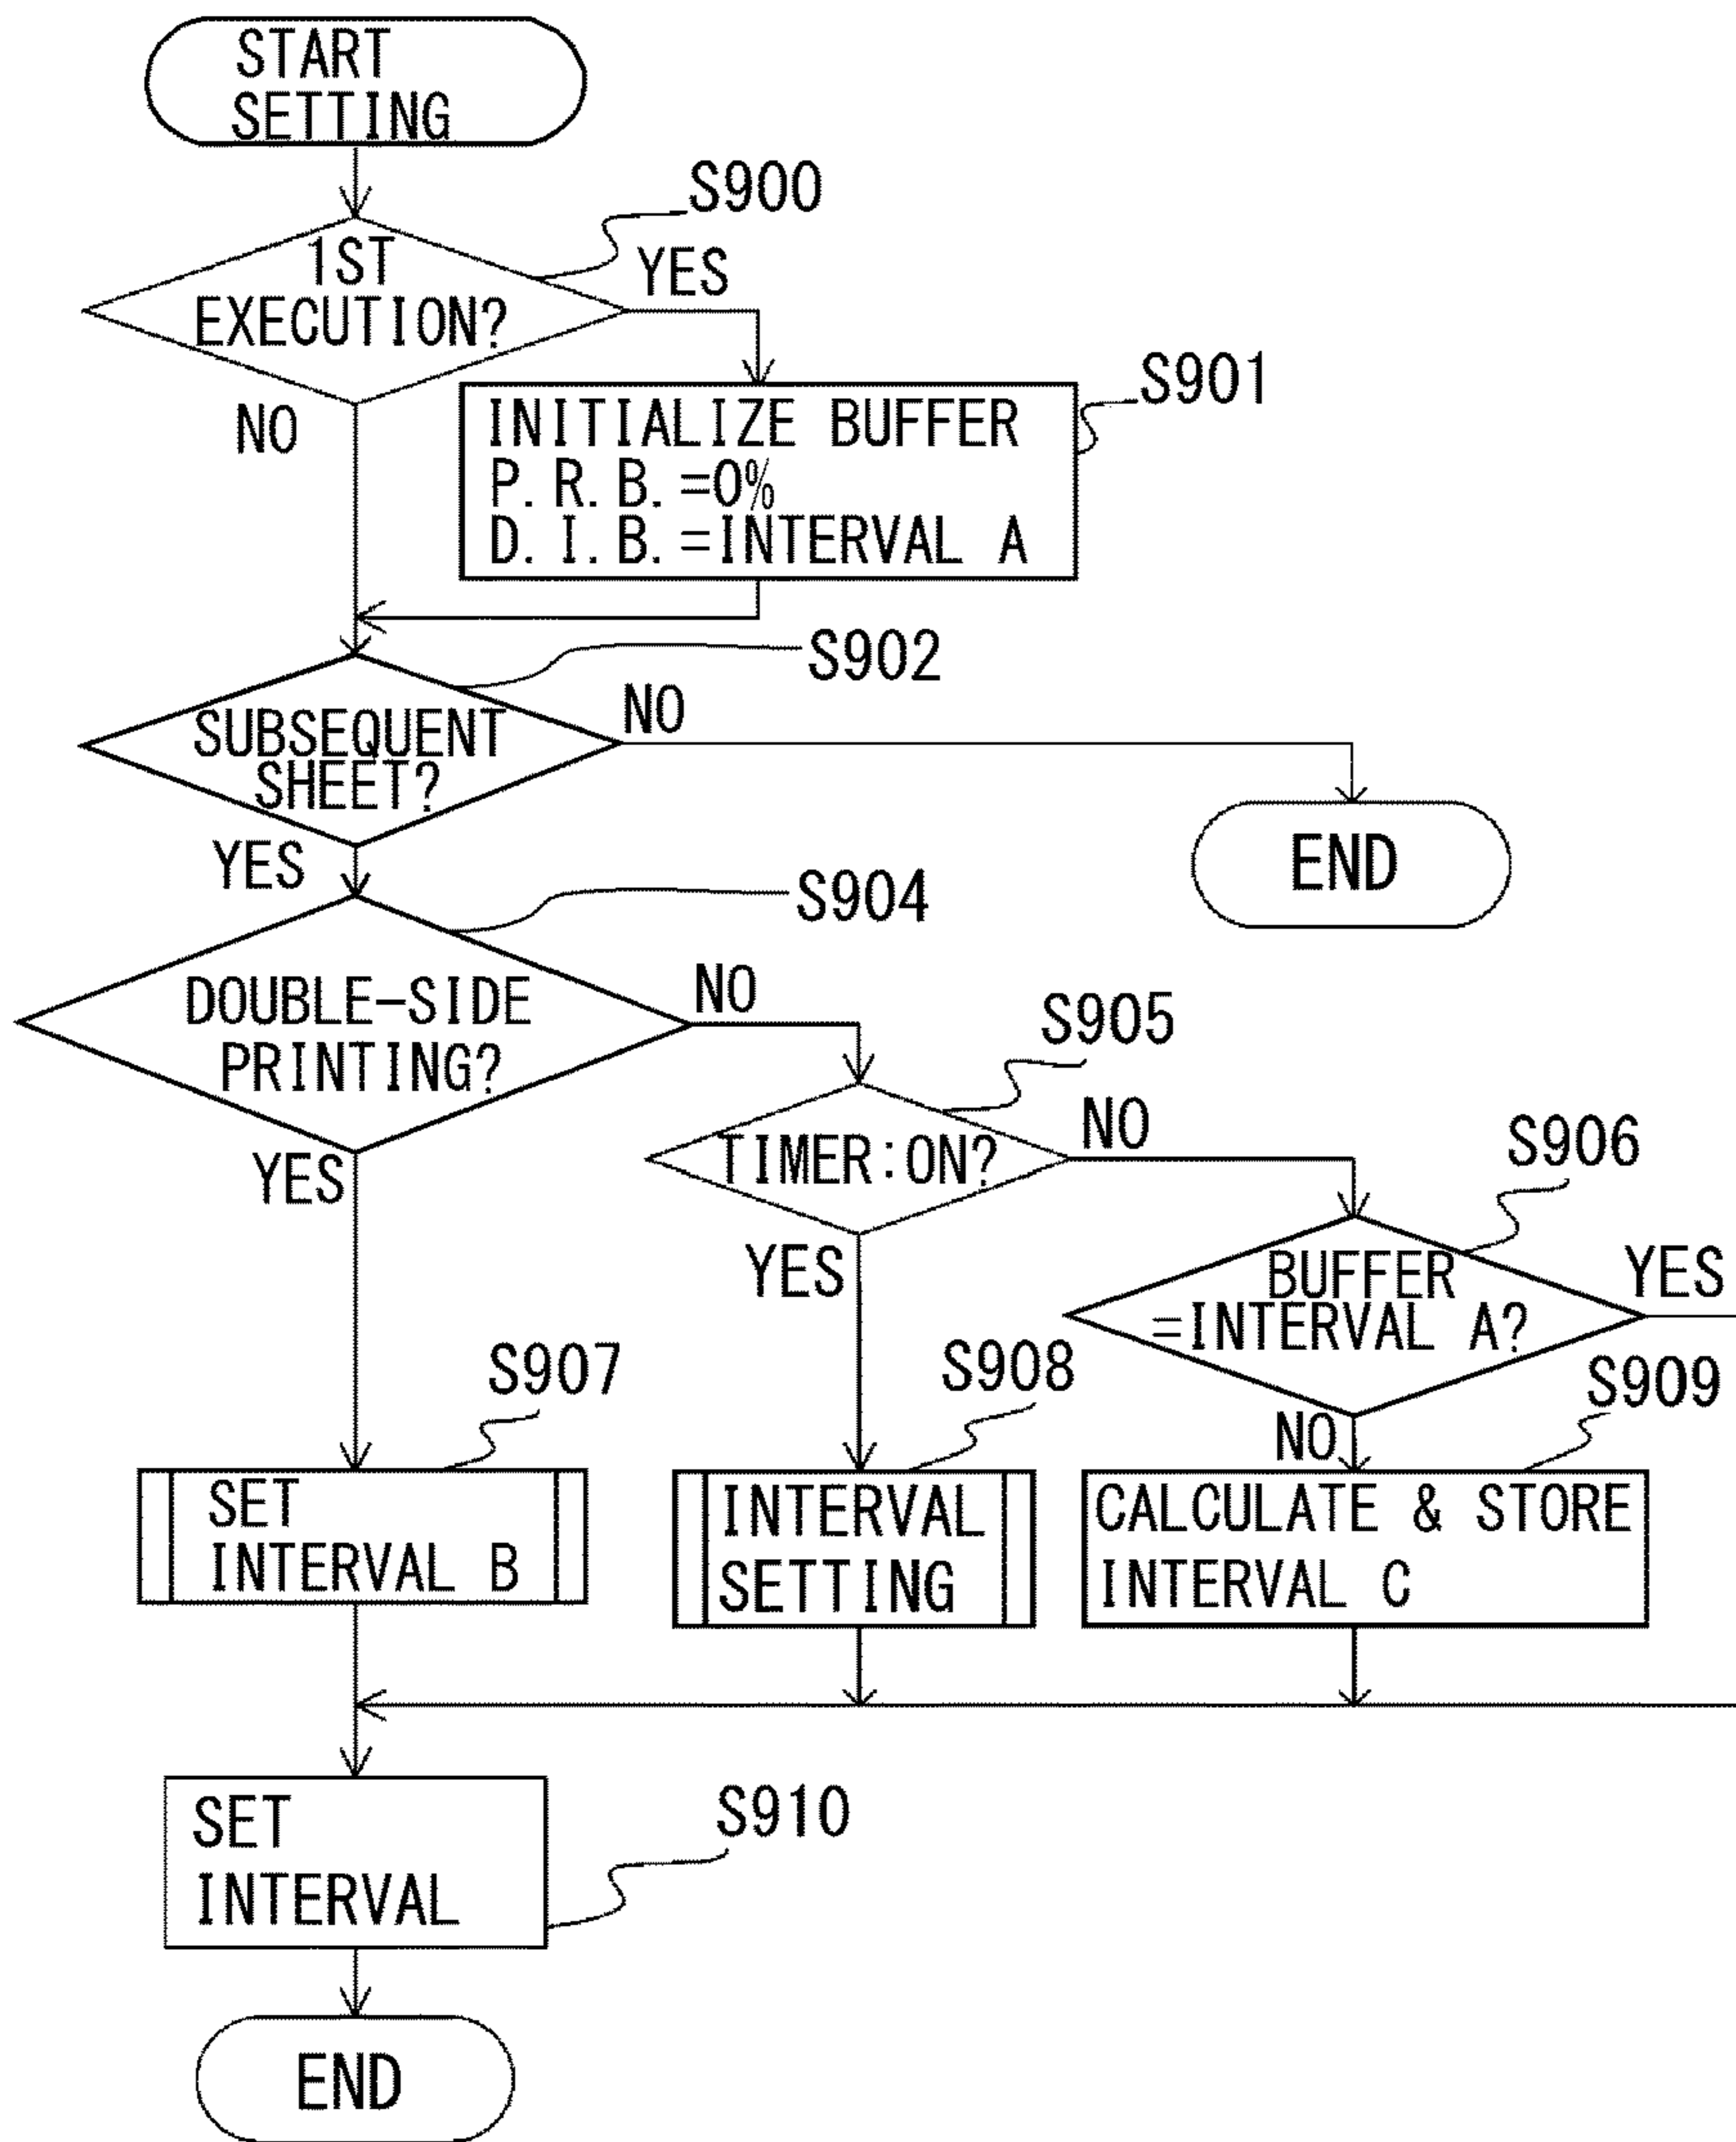 START
SETTING
S900
1ST
EXECUTION?
YES
NO
S901
INITIALIZE BUFFER
P.R.B.=0%
D.I.B.=INTERVAL A
S902
SUBSEQUENT
SHEET?
NO
YES
END
S904
DOUBLE-SIDE
PRINTING?
NO
YES
S905
TIMER:ON?
NO
YES
S906
BUFFER
=INTERVAL A?
YES
NO
S907
SET
INTERVAL B
S908
INTERVAL
SETTING
S909
CALCULATE & STORE
INTERVAL C
S910
SET
INTERVAL
END